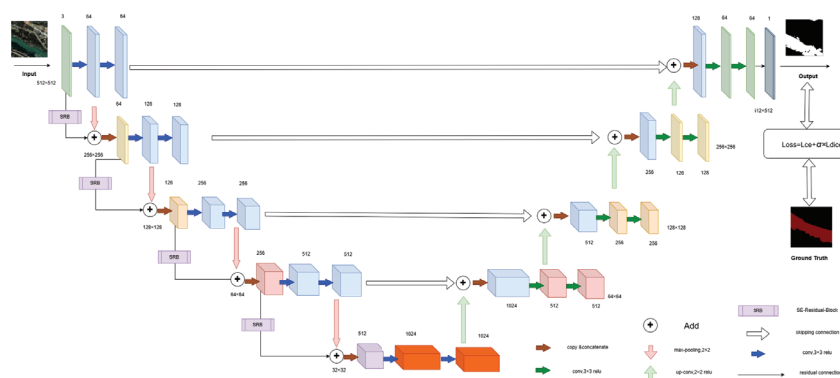 3 64 64
128 64 64 1
Input
512×512
Output
512×512
SRB
64 128 128
256×256
256 128 128
256×256
Loss=Lce+α×Ldice
SRB
128 256 256
128×128
512 256 256
128×128
Ground Truth
SRB
256 512 512
64×64
1024 512 512
64×64
SRB
512 1024 1024
32×32
SRB SE-Residual-Block
Add skipping connection
copy &concatenate max-pooling,2×2 conv,3×3 relu
conv,3×3 relu up-conv,2×2 relu residual connection